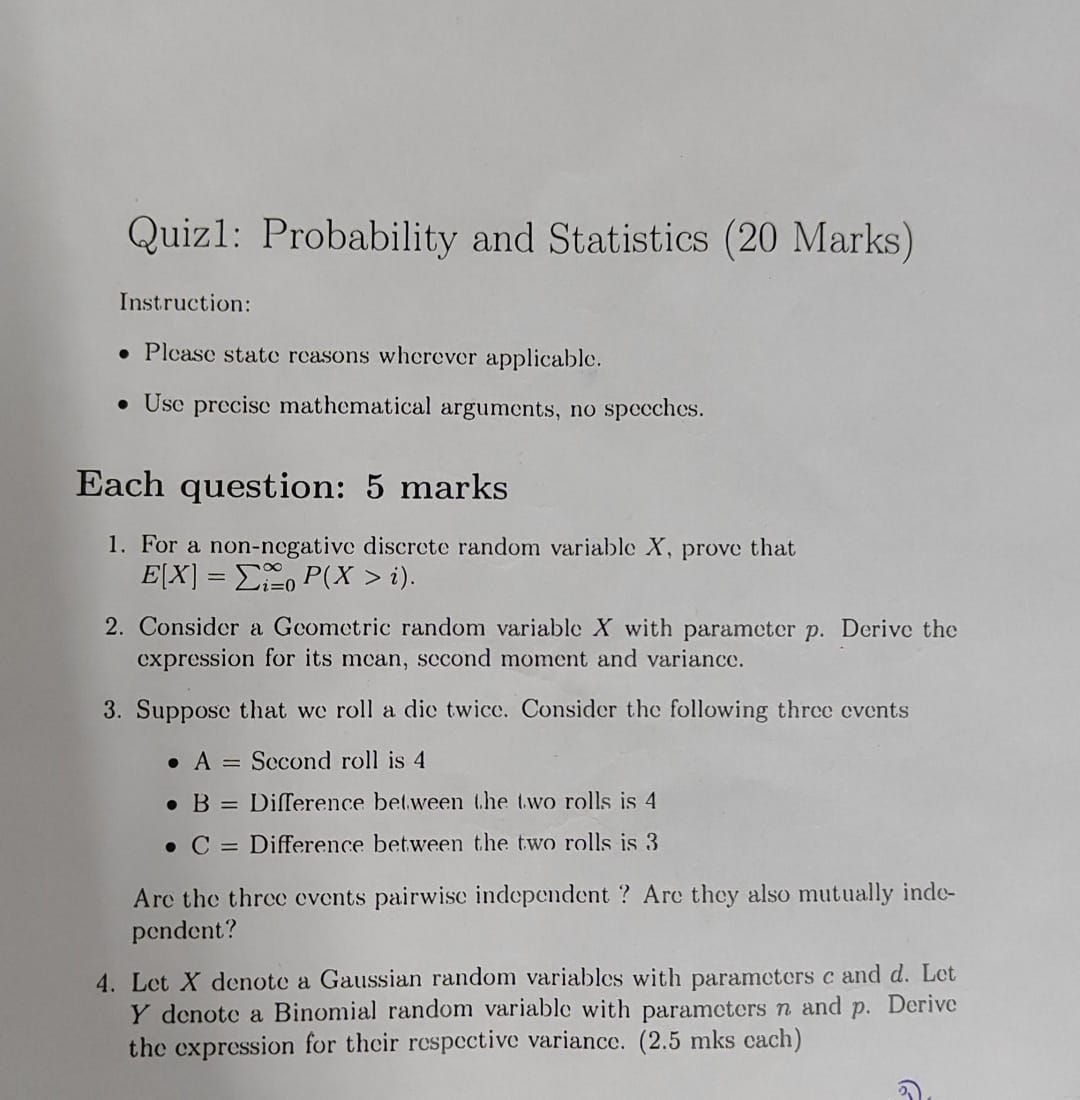 Quiz1: Probability and Statistics (20 Marks)
Instruction:
• Please state reasons wherever applicable.
• Use precise mathematical arguments, no speeches.
Each question: 5 marks
1. For a non-negative discrete random variable X, prove that
E[X] = ∑_{i=0}^{∞} P(X > i).
2. Consider a Geometric random variable X with parameter p. Derive the
expression for its mean, second moment and variance.
3. Suppose that we roll a die twice. Consider the following three events
• A = Second roll is 4
• B = Difference between the two rolls is 4
• C = Difference between the two rolls is 3
Are the three events pairwise independent ? Are they also mutually inde-
pendent?
4. Let X denote a Gaussian random variables with parameters c and d. Let
Y denote a Binomial random variable with parameters n and p. Derive
the expression for their respective variance. (2.5 mks each)